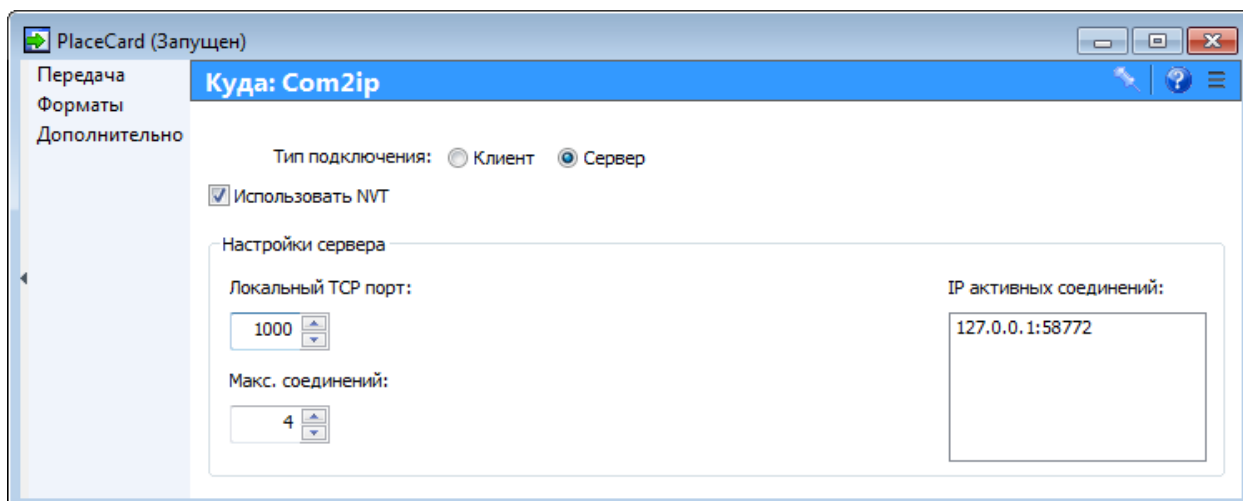 PlaceCard (Запущен)
Передача
Форматы
Дополнительно
Куда: Com2ip
Тип подключения: Клиент Сервер
Использовать NVT
Настройки сервера
Локальный TCP порт:
IP активных соединений:
1000
127.0.0.1:58772
Макс. соединений:
4